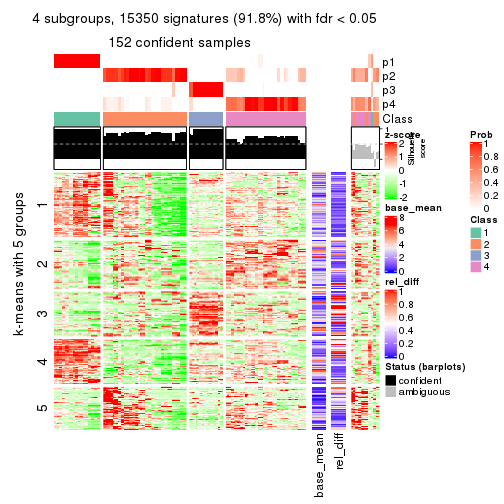 4 subgroups, 15350 signatures (91.8%) with fdr < 0.05
152 confident samples
p1
p2
p3
p4
Class
1
Silhouette
score
z-score
2
1
0
-1
-2
base_mean
8
6
4
2
0
rel_diff
1
0.8
0.6
0.4
0.2
0
Status (barplots)
confident
ambiguous
Prob
1
0.8
0.6
0.4
0.2
0
Class
1
2
3
4
k-means with 5 groups
1
2
3
4
5
base_mean
rel_diff